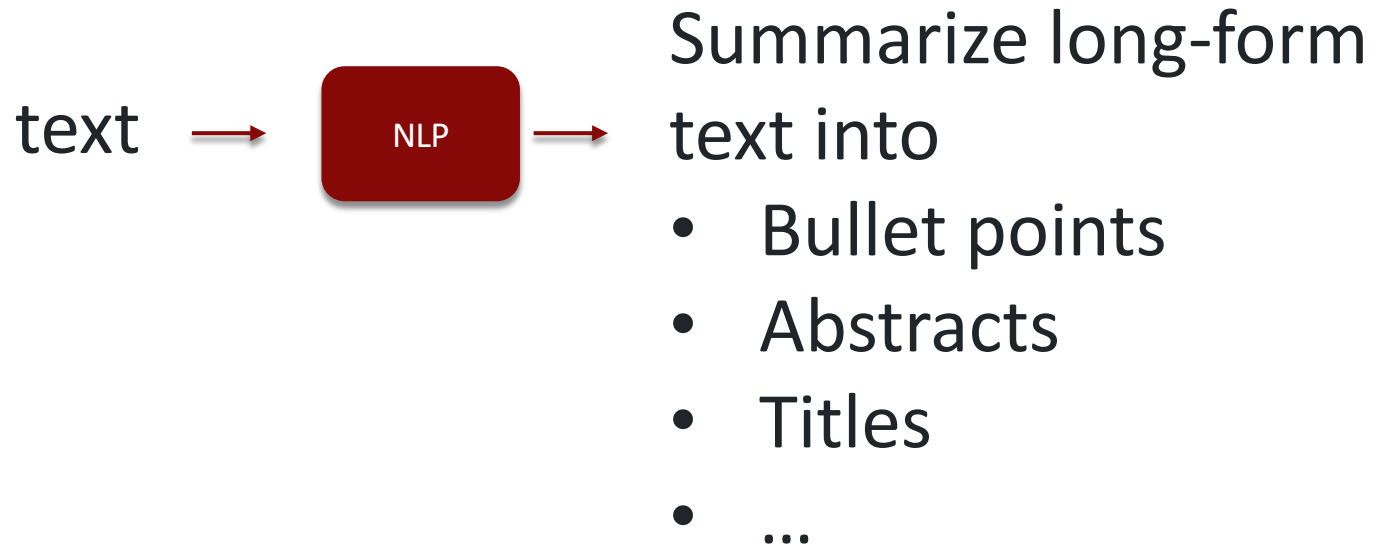 text
NLP
Summarize long-form
text into
• Bullet points
• Abstracts
• Titles
• …